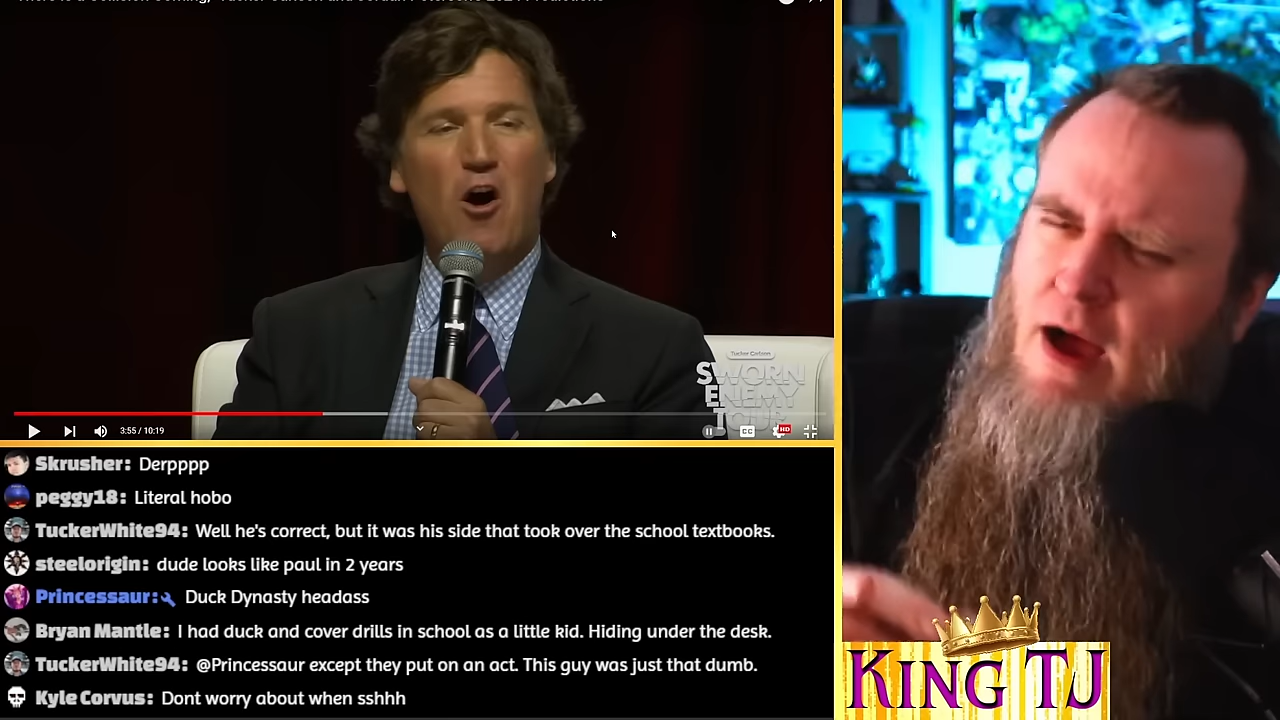 3:55 / 10:19
Tucker Carlson
SWORN
ENEMY
TOUR
CC
HD
Skrusher: Derpppp
peggy18: Literal hobo
TuckerWhite94: Well he's correct, but it was his side that took over the school textbooks.
steelorigin: dude looks like paul in 2 years
Princessaur: Duck Dynasty headass
Bryan Mantle: I had duck and cover drills in school as a little kid. Hiding under the desk.
TuckerWhite94: @Princessaur except they put on an act. This guy was just that dumb.
Kyle Corvus: Dont worry about when sshhh
KING TJ